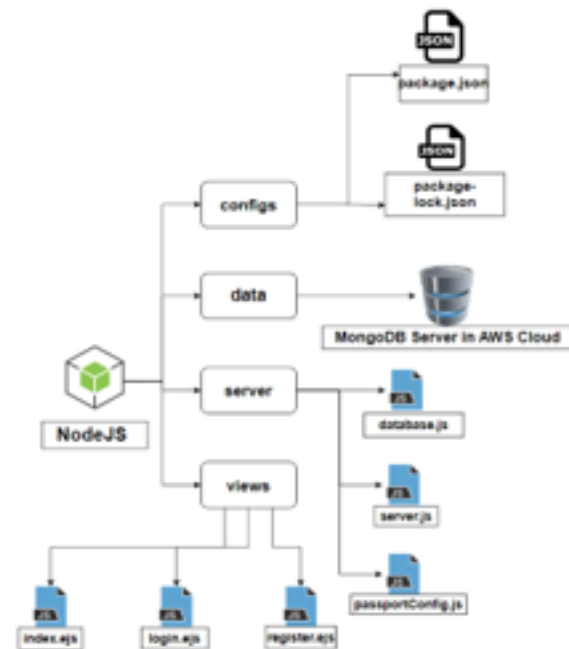 JSON
package.json
JSON
package-
lock.json
configs
data
MongoDB Server in AWS Cloud
NodeJS
server
JS
database.js
JS
server.js
views
JS
passportConfig.js
JS
index.ejs
JS
login.ejs
JS
register.ejs